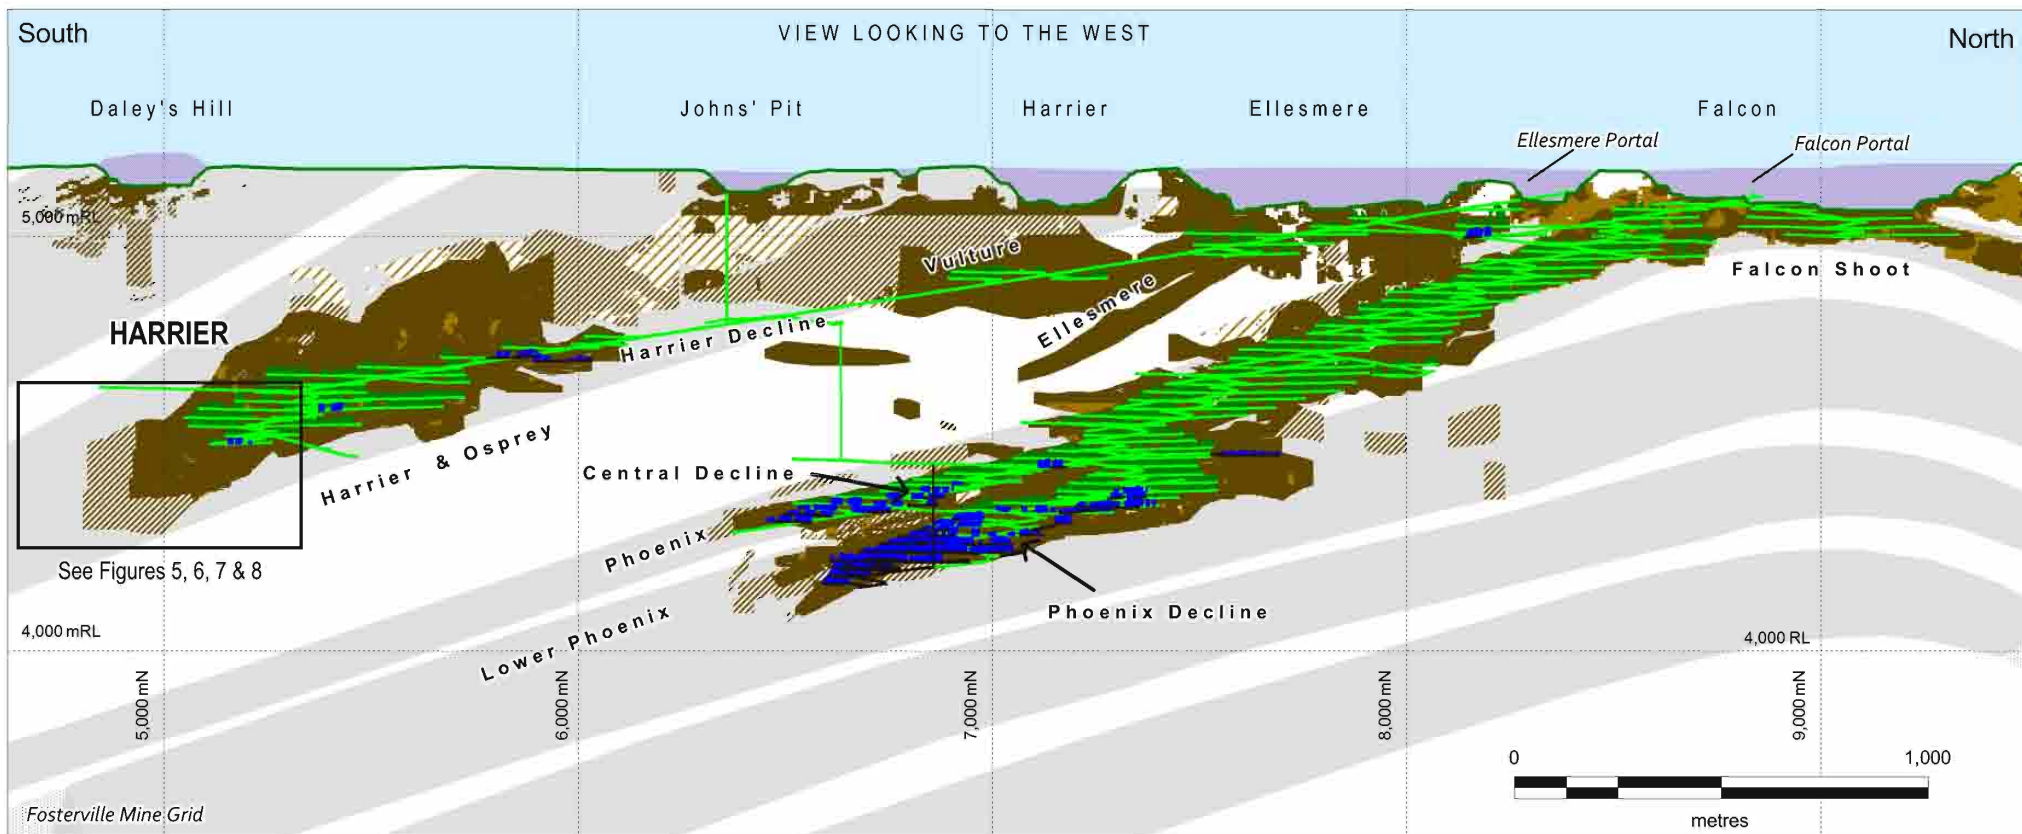 South
VIEW LOOKING TO THE WEST
North
Daley's Hill
Johns' Pit
Harrier
Ellesmere
Falcon
Ellesmere Portal
Falcon Portal
5,000 mRL
Vulture
Falcon Shoot
Ellesmere
HARRIER
Harrier Decline
Harrier & Osprey
Central Decline
See Figures 5, 6, 7 & 8
Phoenix
Phoenix Decline
Lower Phoenix
4,000 mRL
4,000 RL
5,000 mN
6,000 mN
7,000 mN
8,000 mN
9,000 mN
0
1,000
metres
Fosterville Mine Grid